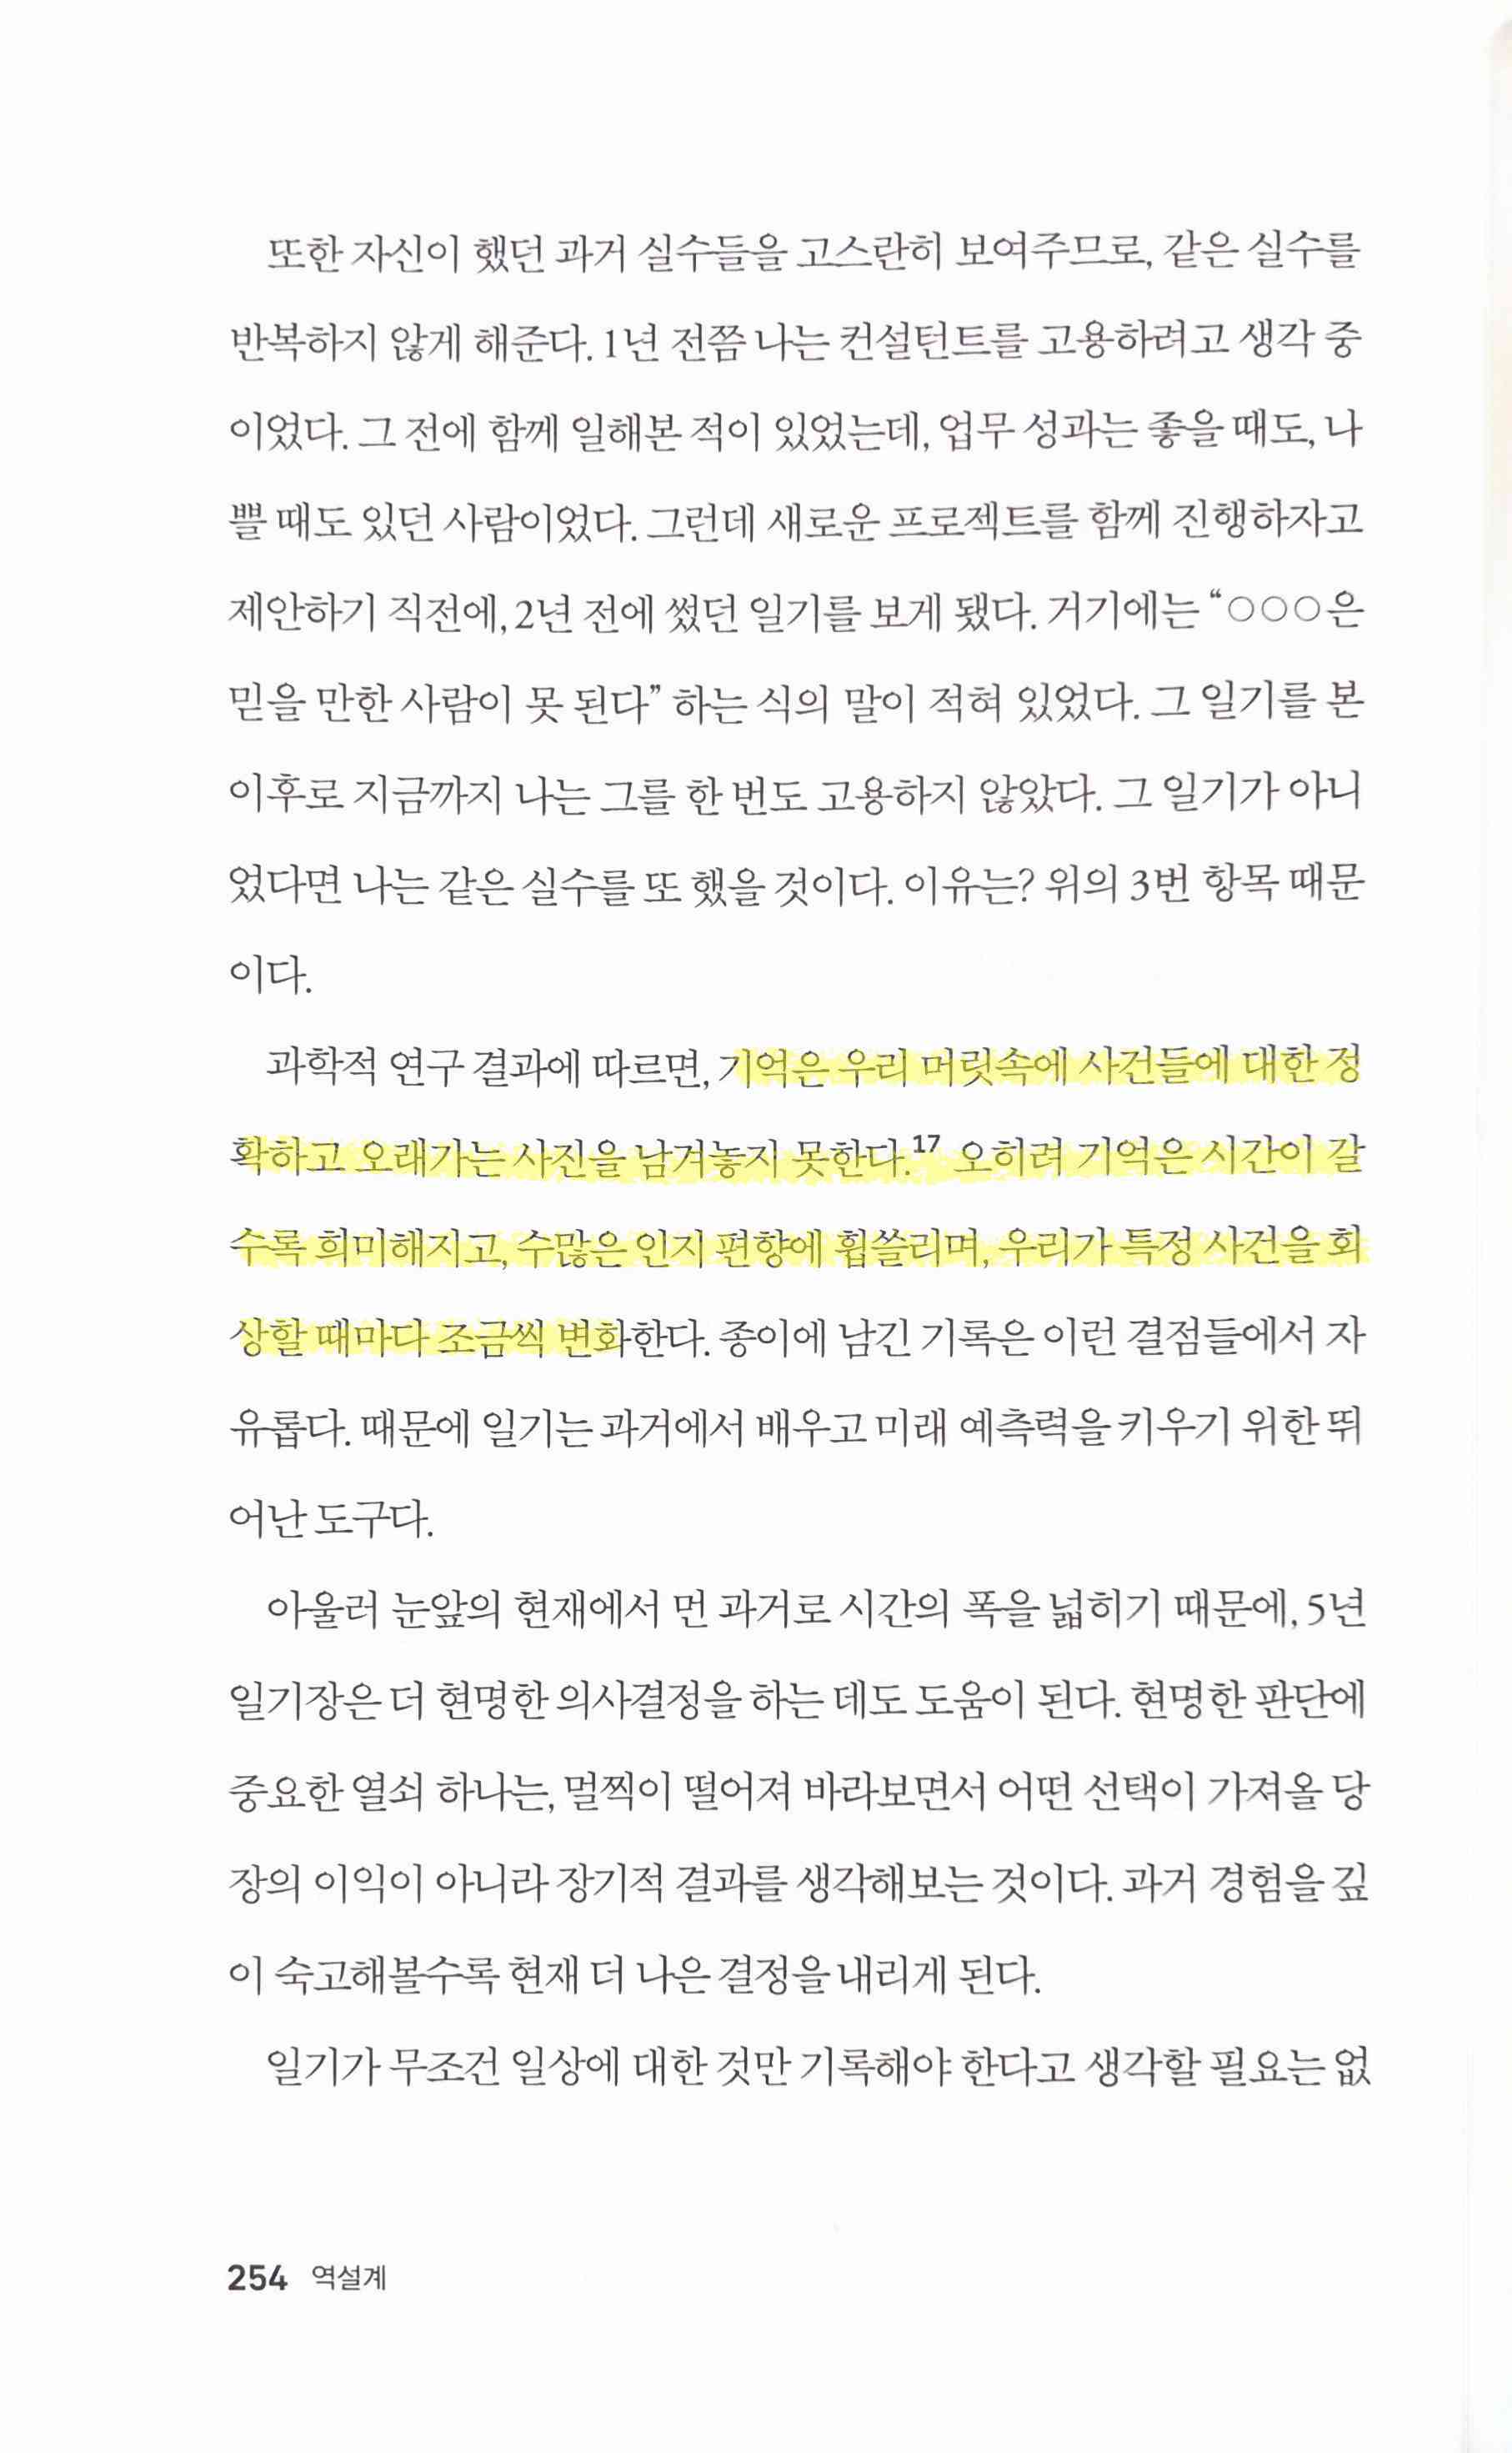 또한 자신이 했던 과거 실수들을 고스란히 보여주므로, 같은 실수를
반복하지 않게 해준다. 1년 전쯤 나는 컨설턴트를 고용하려고 생각 중
이었다. 그 전에 함께 일해본 적이 있었는데, 업무 성과는 좋을 때도, 나
쁠 때도 있던 사람이었다. 그런데 새로운 프로젝트를 함께 진행하자고
제안하기 직전에, 2년 전에 썼던 일기를 보게 됐다. 거기에는 “○○○은
믿을 만한 사람이 못 된다” 하는 식의 말이 적혀 있었다. 그 일기를 본
이후로 지금까지 나는 그를 한 번도 고용하지 않았다. 그 일기가 아니
었다면 나는 같은 실수를 또 했을 것이다. 이유는? 위의 3번 항목 때문
이다.
과학적 연구 결과에 따르면, 기억은 우리 머릿속에 사건들에 대한 정
확하고 오래가는 사진을 남겨놓지 못한다.17 오히려 기억은 시간이 갈
수록 희미해지고, 수많은 인지 편향에 휩쓸리며, 우리가 특정 사건을 회
상할 때마다 조금씩 변화한다. 종이에 남긴 기록은 이런 결점들에서 자
유롭다. 때문에 일기는 과거에서 배우고 미래 예측력을 키우기 위한 뛰
어난 도구다.
아울러 눈앞의 현재에서 먼 과거로 시간의 폭을 넓히기 때문에, 5년
일기장은 더 현명한 의사결정을 하는 데도 도움이 된다. 현명한 판단에
중요한 열쇠 하나는, 멀찍이 떨어져 바라보면서 어떤 선택이 가져올 당
장의 이익이 아니라 장기적 결과를 생각해보는 것이다. 과거 경험을 깊
이 숙고해볼수록 현재 더 나은 결정을 내리게 된다.
일기가 무조건 일상에 대한 것만 기록해야 한다고 생각할 필요는 없
254 역설계